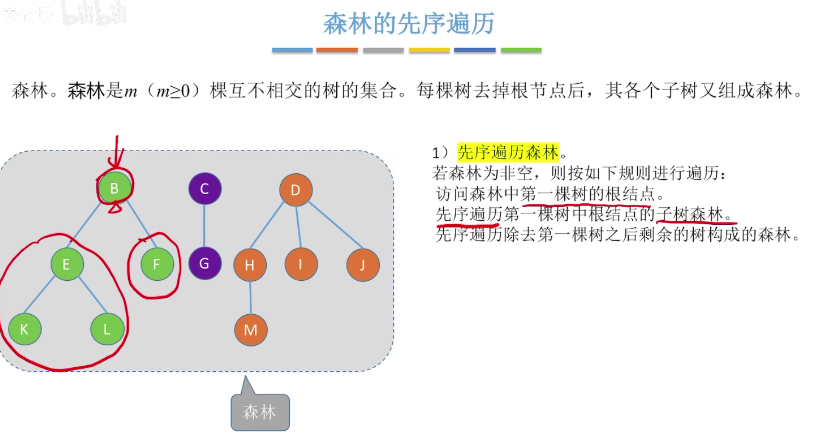 森林的先序遍历
森林。森林是m（m≥0）棵互不相交的树的集合。每棵树去掉根节点后，其各个子树又组成森林。
1）先序遍历森林。
若森林为非空，则按如下规则进行遍历：
访问森林中第一棵树的根结点。
先序遍历第一棵树中根结点的子树森林。
先序遍历除去第一棵树之后剩余的树构成的森林。
B C D
E F G H I J
K L M
森林